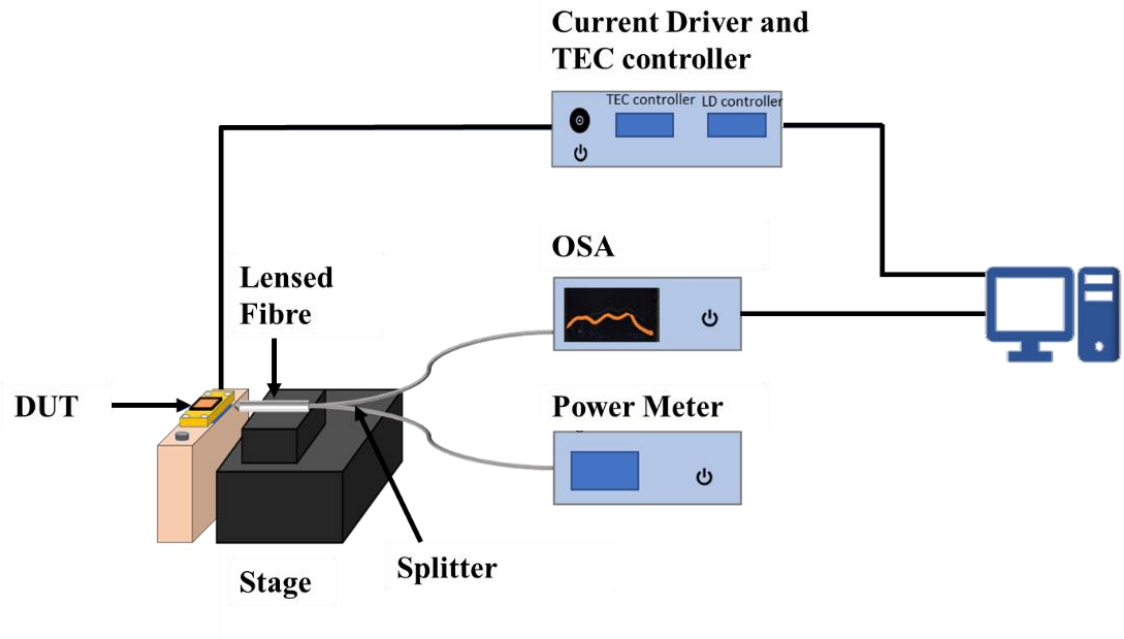 Current Driver and
TEC controller
TEC controller
LD controller
OSA
Lensed
Fibre
DUT
Power Meter
Splitter
Stage